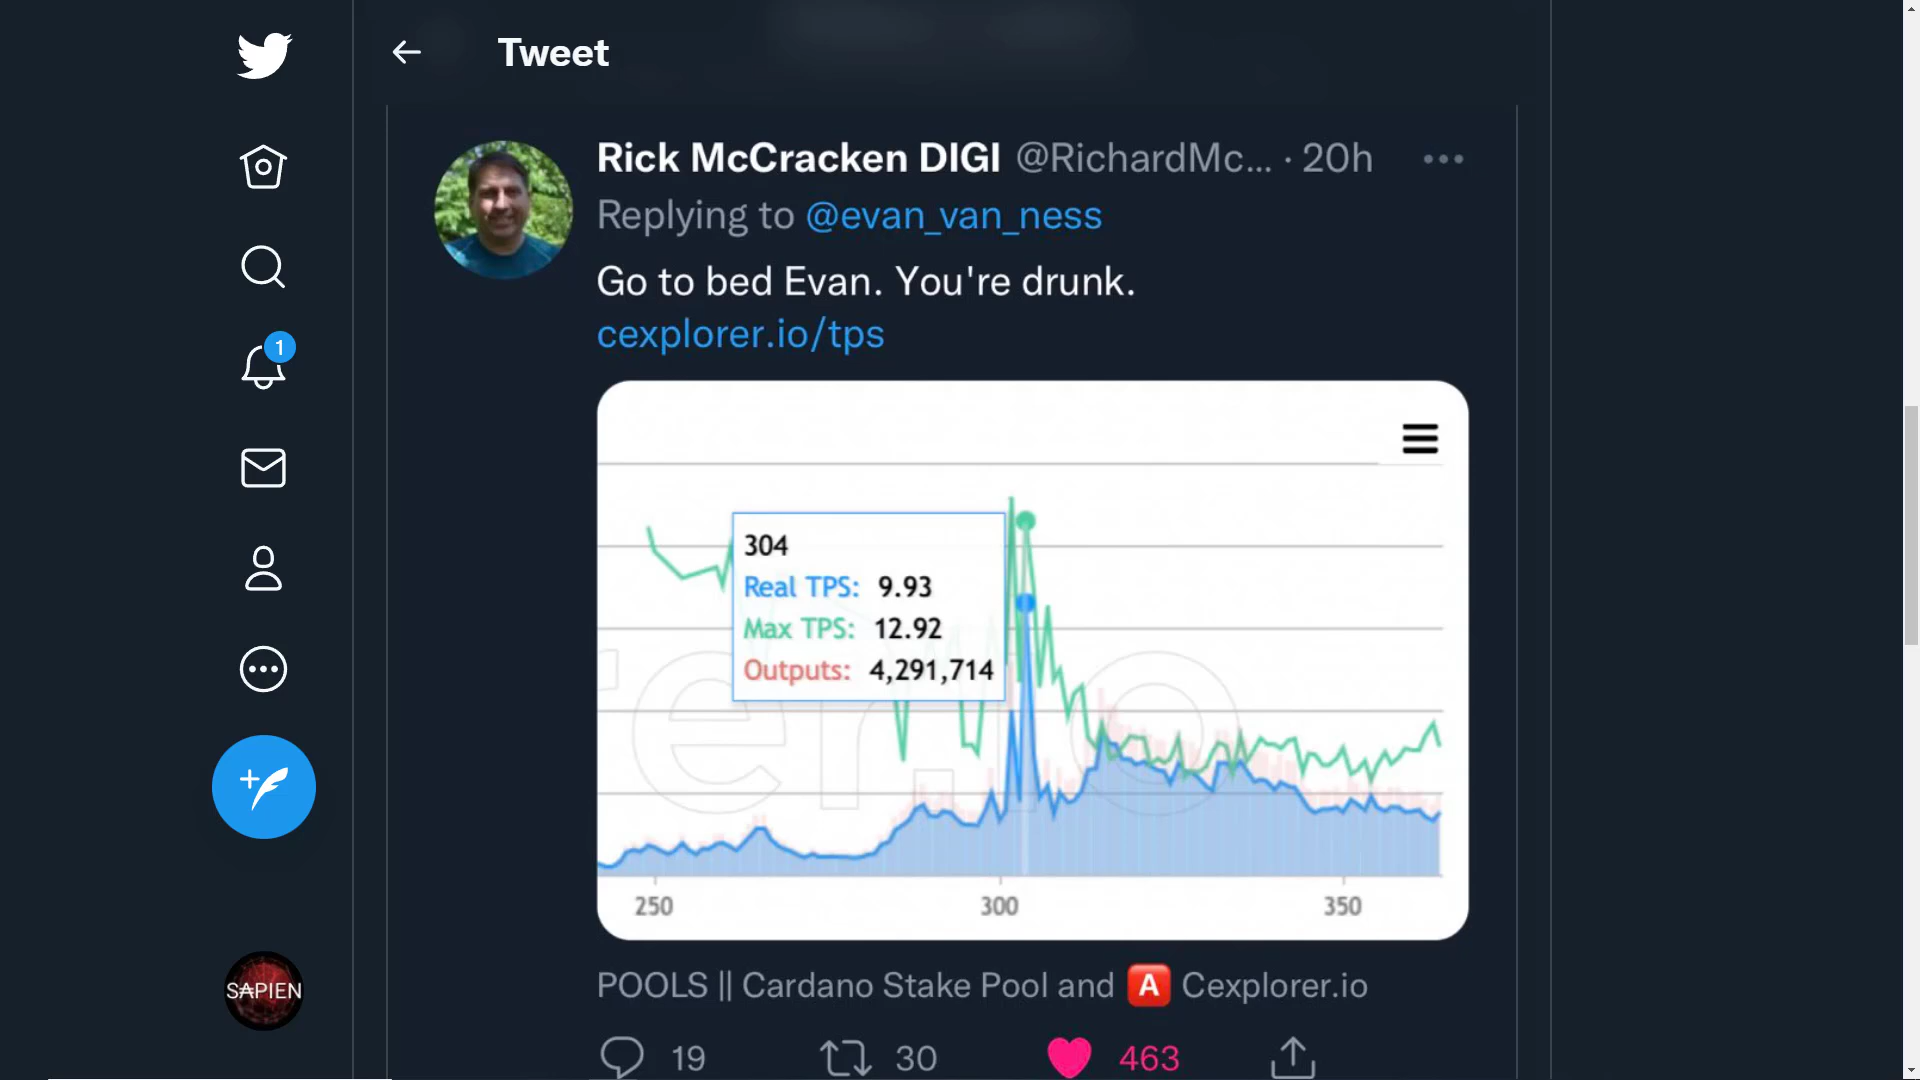 Tweet
Rick McCracken DIGI @RichardMc... · 20h
Replying to @evan_van_ness
Go to bed Evan. You're drunk.
cexplorer.io/tps
1
304
Real TPS: 9.93
Max TPS: 12.92
Outputs: 4,291,714
er.io
250 300 350
SAPIEN
POOLS || Cardano Stake Pool and A Cexplorer.io
19 30 463